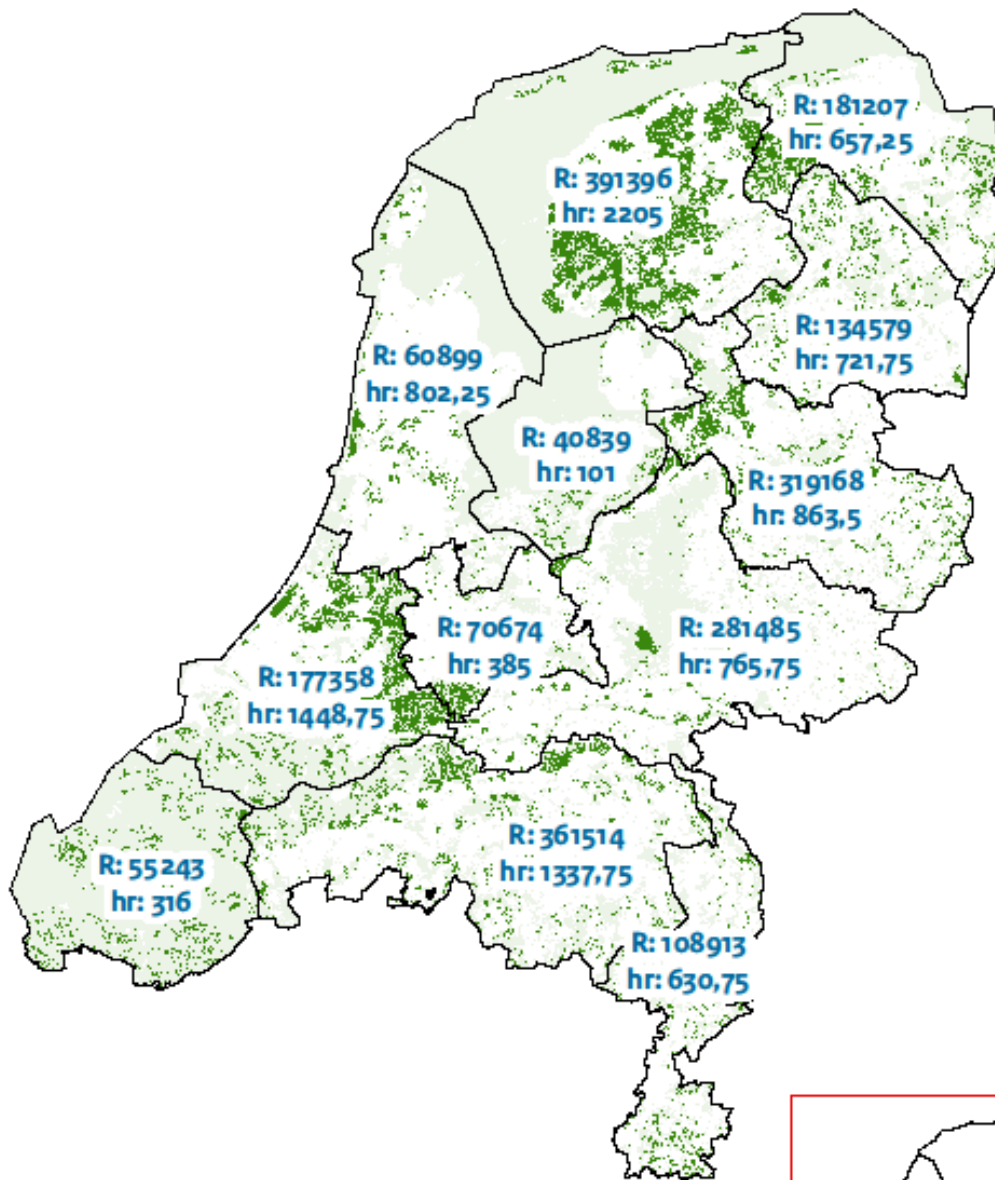 R: 181207
hr: 657,25
R: 391396
hr: 2205
R: 134579
hr: 721,75
R: 60899
hr: 802,25
R: 40839
hr: 101
R: 319168
hr: 863,5
R: 70674
hr: 385
R: 281485
hr: 765,75
R: 177358
hr: 1448,75
R: 361514
hr: 1337,75
R: 55243
hr: 316
R: 108913
hr: 630,75